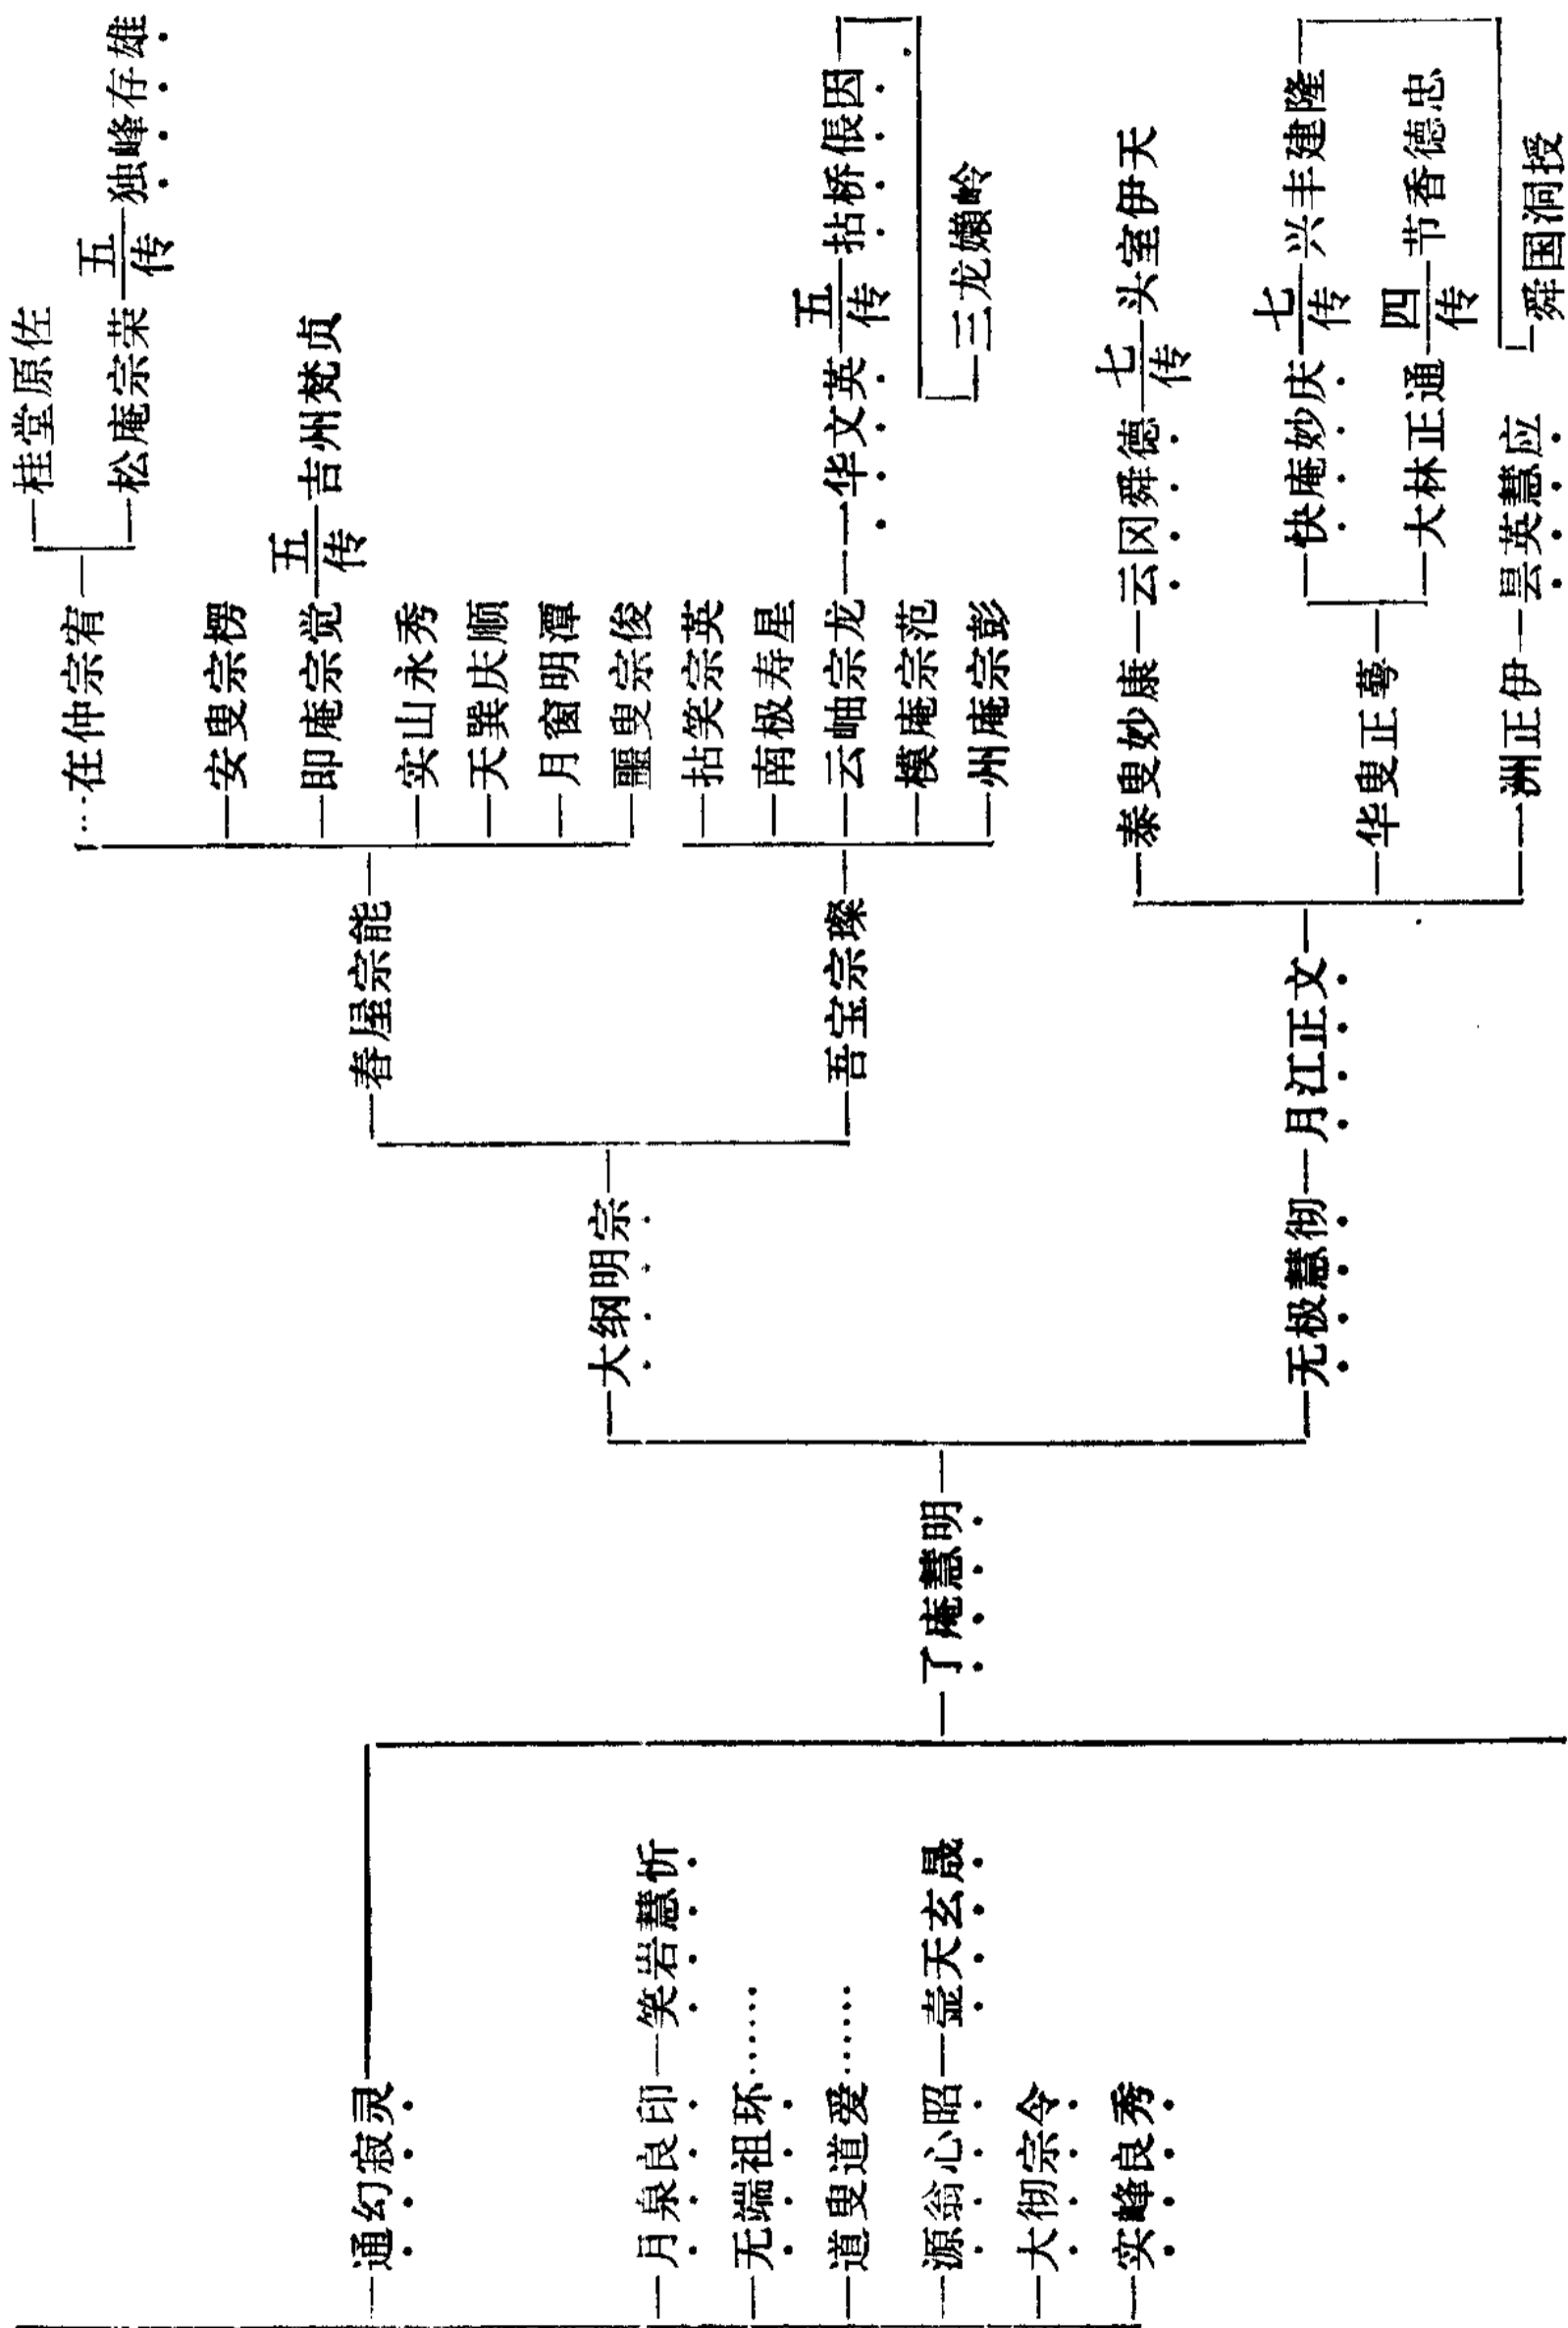 桂堂原佐
松庵宗荣 五传 独峰存雄
在仲宗宥
安叟宗楞
即庵宗觉 五传 吉州梵贞
实山永秀
天巽庆顺
月窗明潭
噩叟宗俊
春屋宗能
拈笑宗英
南极寿星
云岫宗龙 一华文英 五传 拈桥伥因
三龙嬾岭
模庵宗范
州庵宗彭
吾宝宗璨
大纲明宗
泰叟妙康 云冈舜德 七传 头室伊天
快庵妙庆 七传 兴丰建隆
大林正通 四传 节香德忠
舜国洞授
华叟正萼
洲正伊 昙英慧应
无极慧彻 月江正文
了庵慧明
通幻寂灵
月泉良印 笑岩慧忻
无端祖环……
道叟道爱……
源翁心昭 壶天玄晟
大彻宗令
实峰良秀